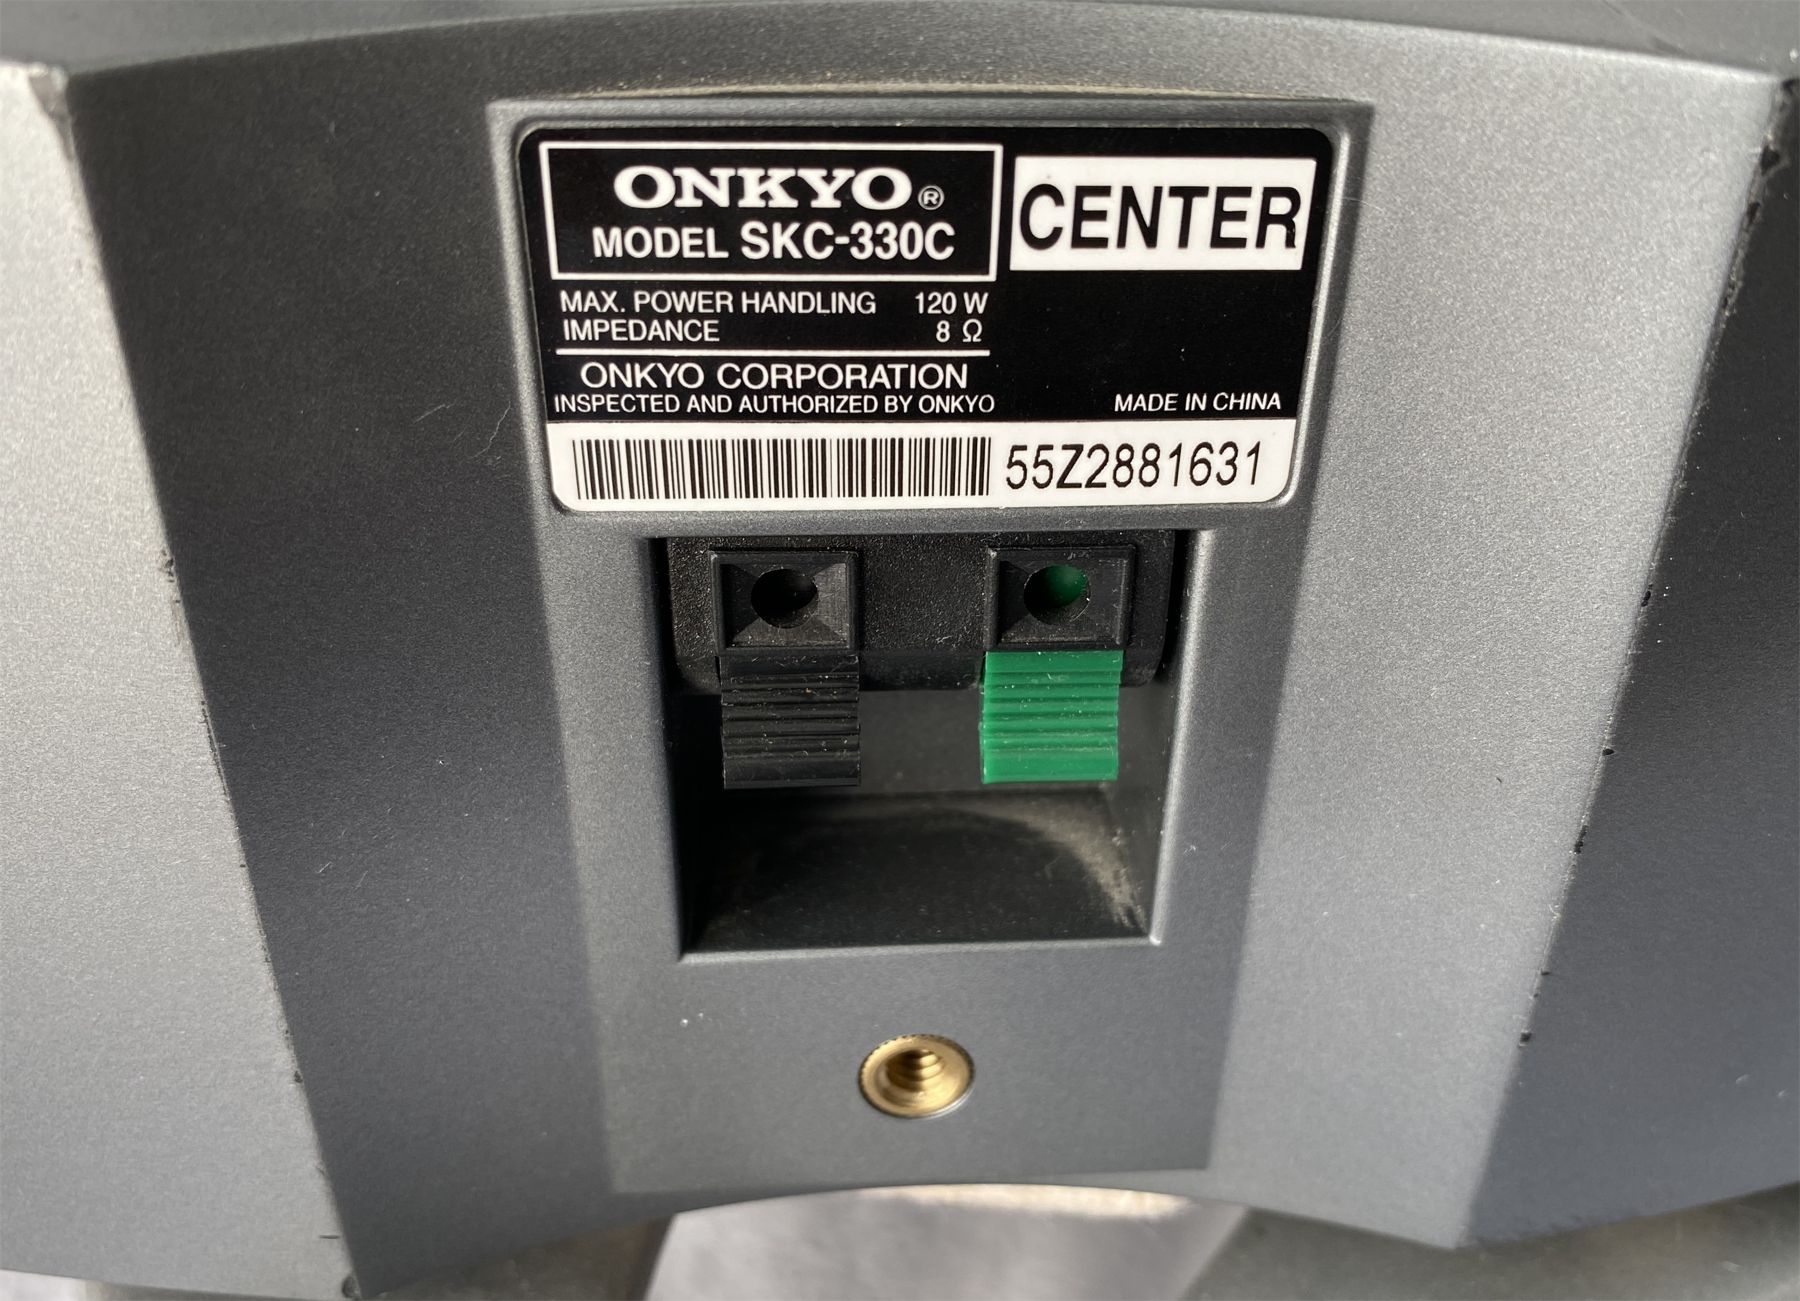 ONKYO®
MODEL SKC-330C
CENTER
MAX. POWER HANDLING 120 W
IMPEDANCE 8 Ω
ONKYO CORPORATION
INSPECTED AND AUTHORIZED BY ONKYO
MADE IN CHINA
55Z2881631